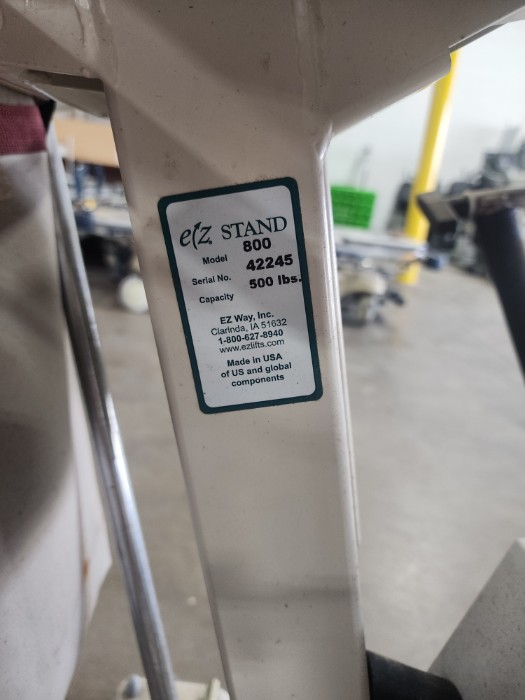 e/z STAND
Model 800
Serial No. 42245
Capacity 500 lbs.
EZ Way, Inc.
Clarinda, IA 51632
1-800-627-8940
www.ezlifts.com
Made in USA
of US and global
components